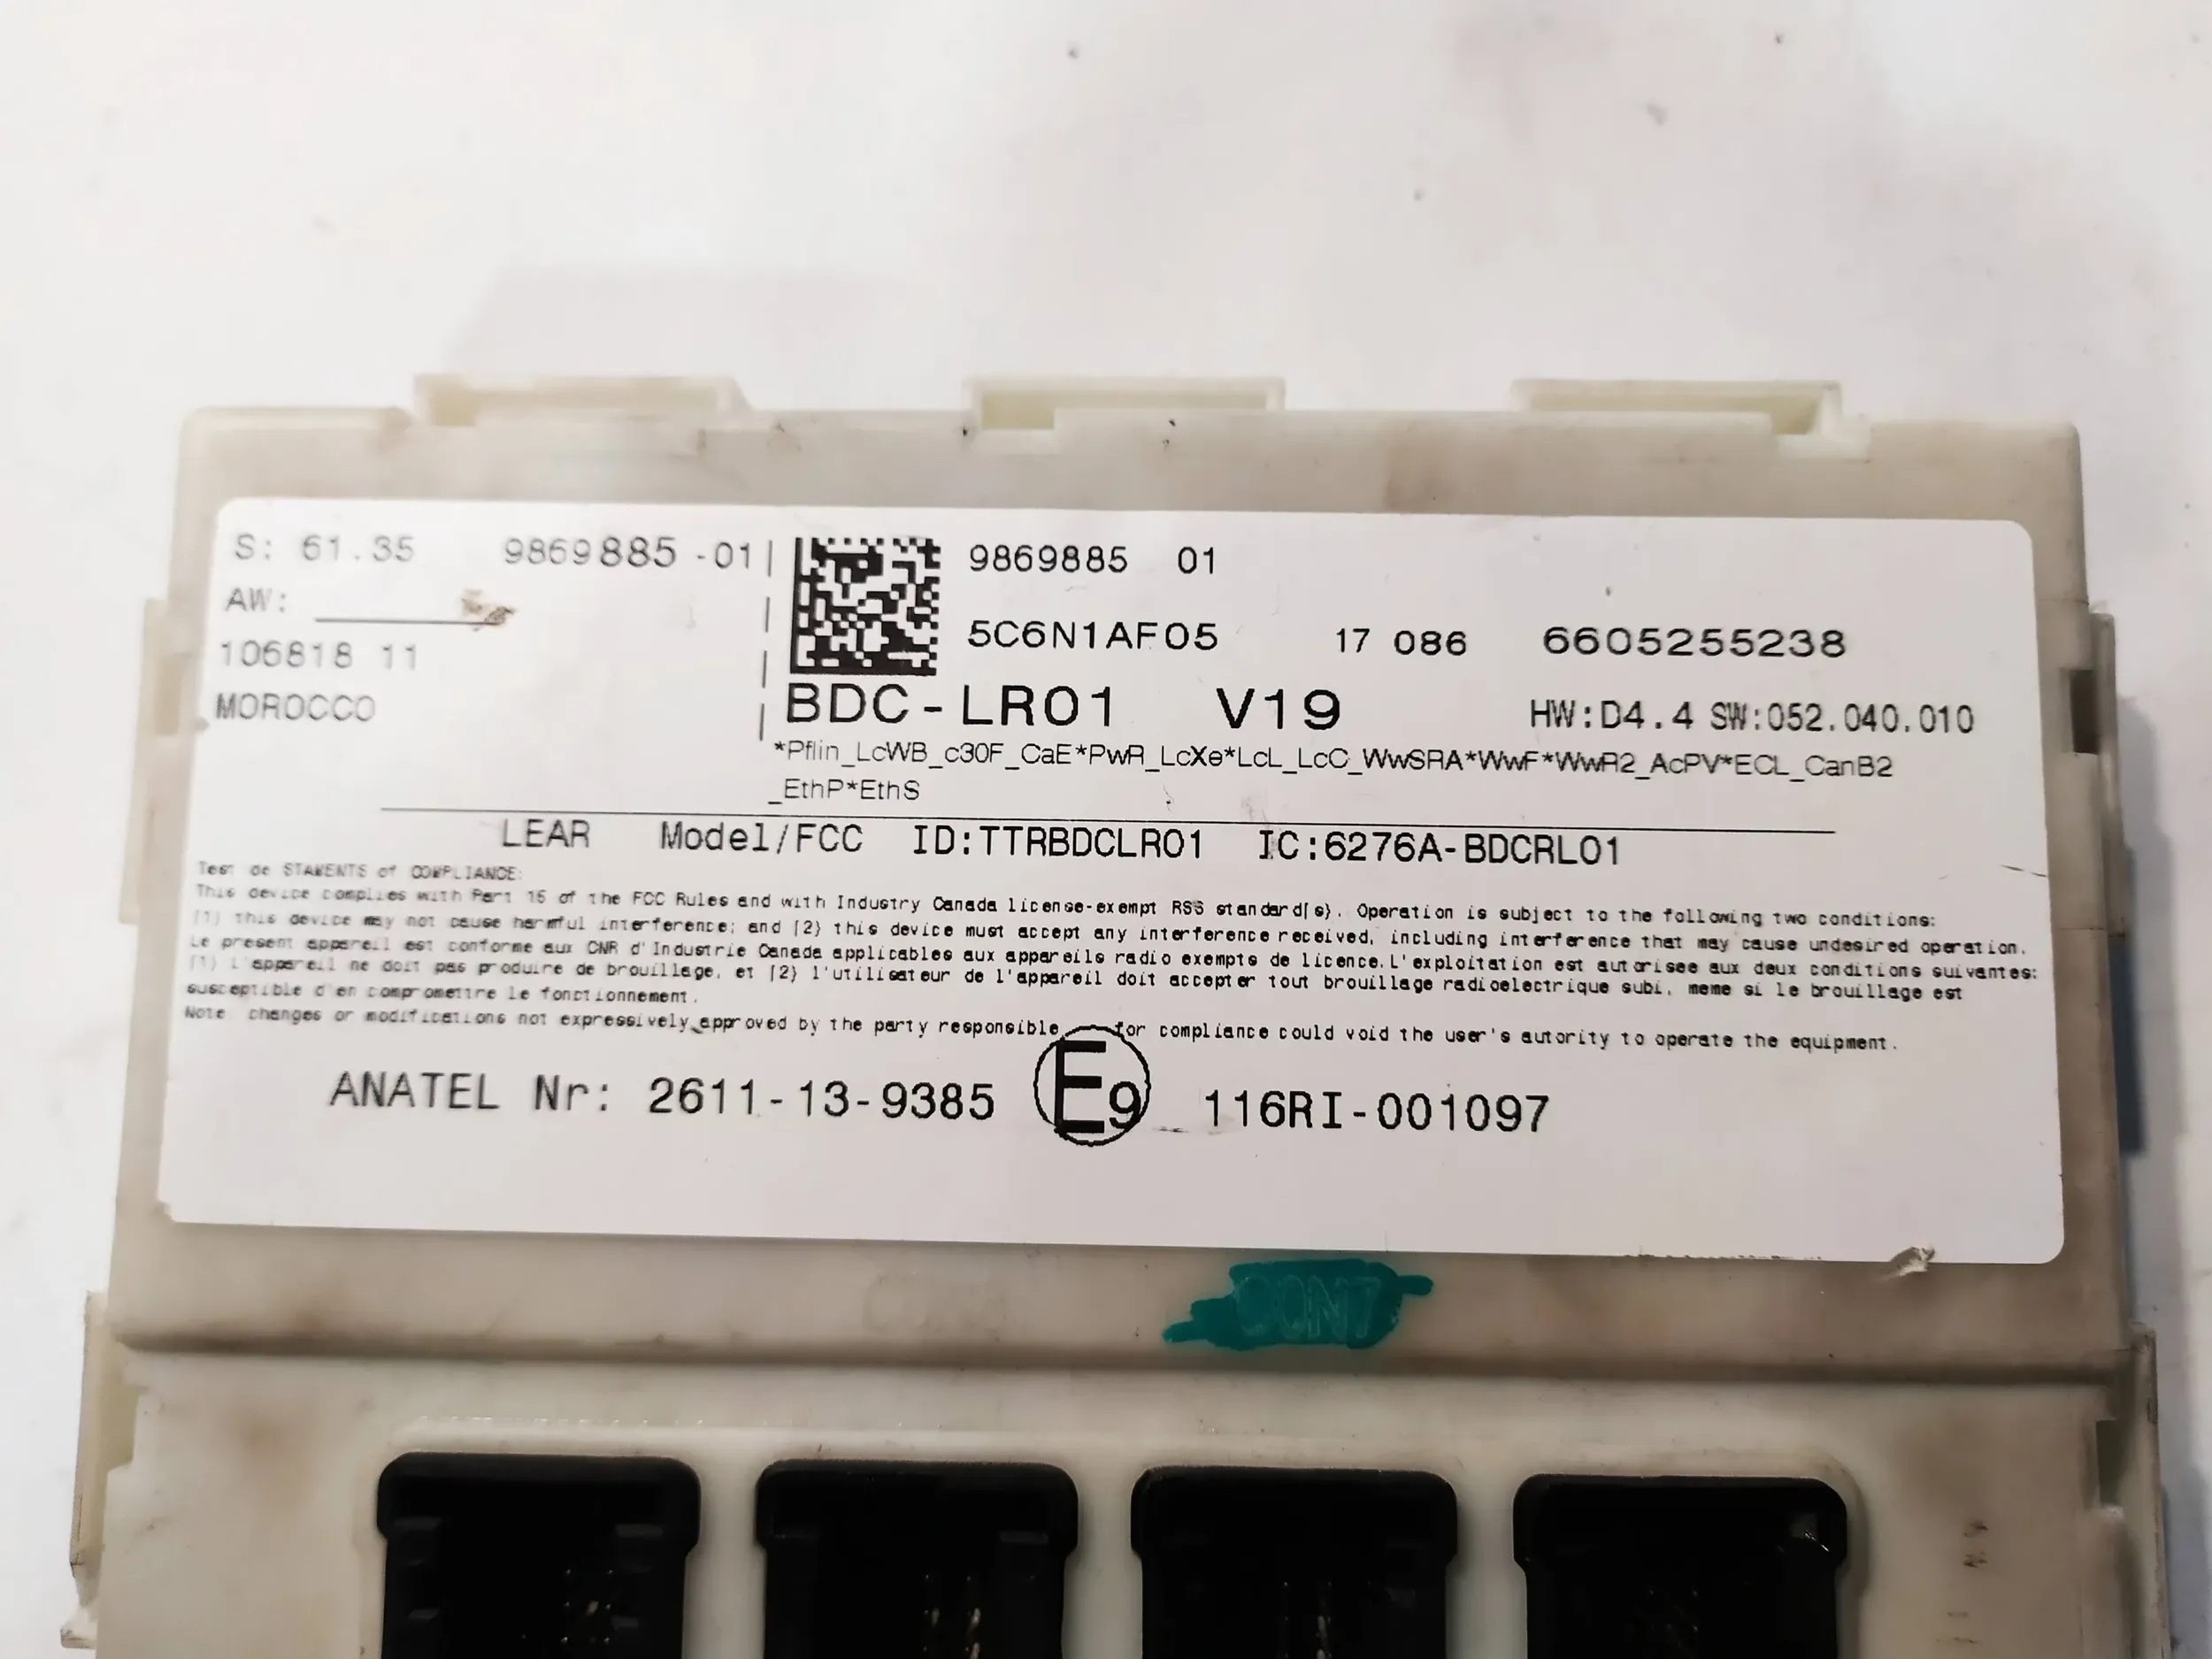 S: 61.35 9869885-01
AW:
106818 11
MOROCCO
9869885 01
5C6N1AF05 17 086 6605255238
BDC-LR01 V19 HW:D4.4 SW:052.040.010
*Pflin_LcWB_c30F_CaE*PwR_LcXe*LcL_LcC_WwSRA*WwF*WwR2_AcPV*ECL_CanB2
_EthP*EthS
LEAR Model/FCC ID:TTRBDCLR01 IC:6276A-BDCRL01
Test de STAMENTS of COMPLIANCE:
This device complies with Part 15 of the FCC Rules and with Industry Canada license-exempt RSS standard(s). Operation is subject to the following two conditions:
(1) this device may not cause harmful interference; and (2) this device must accept any interference received, including interference that may cause undesired operation.
Le present appareil est conforme aux CNR d'Industrie Canada applicables aux appareils radio exempts de licence.L'exploitation est autorisee aux deux conditions suivantes:
(1) l'appareil ne doit pas produire de brouillage, et (2) l'utilisateur de l'appareil doit accepter tout brouillage radioelectrique subi, meme si le brouillage est
susceptible d'en compromettre le fonctionnement.
Note changes or modifications not expressively approved by the party responsible for compliance could void the user's autority to operate the equipment.
ANATEL Nr: 2611-13-9385 E9 116RI-001097
CON7